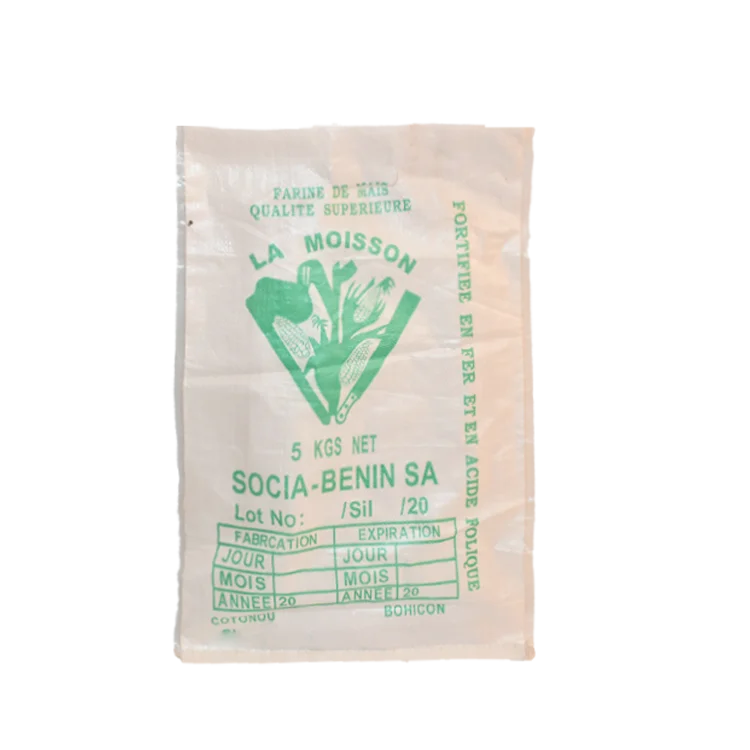 FARINE DE MAIS
QUALITE SUPERIEURE
LA MOISSON
FORTIFIEE EN FER ET EN ACIDE FOLIQUE
5 KGS NET
SOCIA-BENIN SA
Lot No: /Sil /20
FABRCATION EXPIRATION
JOUR JOUR
MOIS MOIS
ANNEE 20 ANNEE 20
COTONOU BOHICON